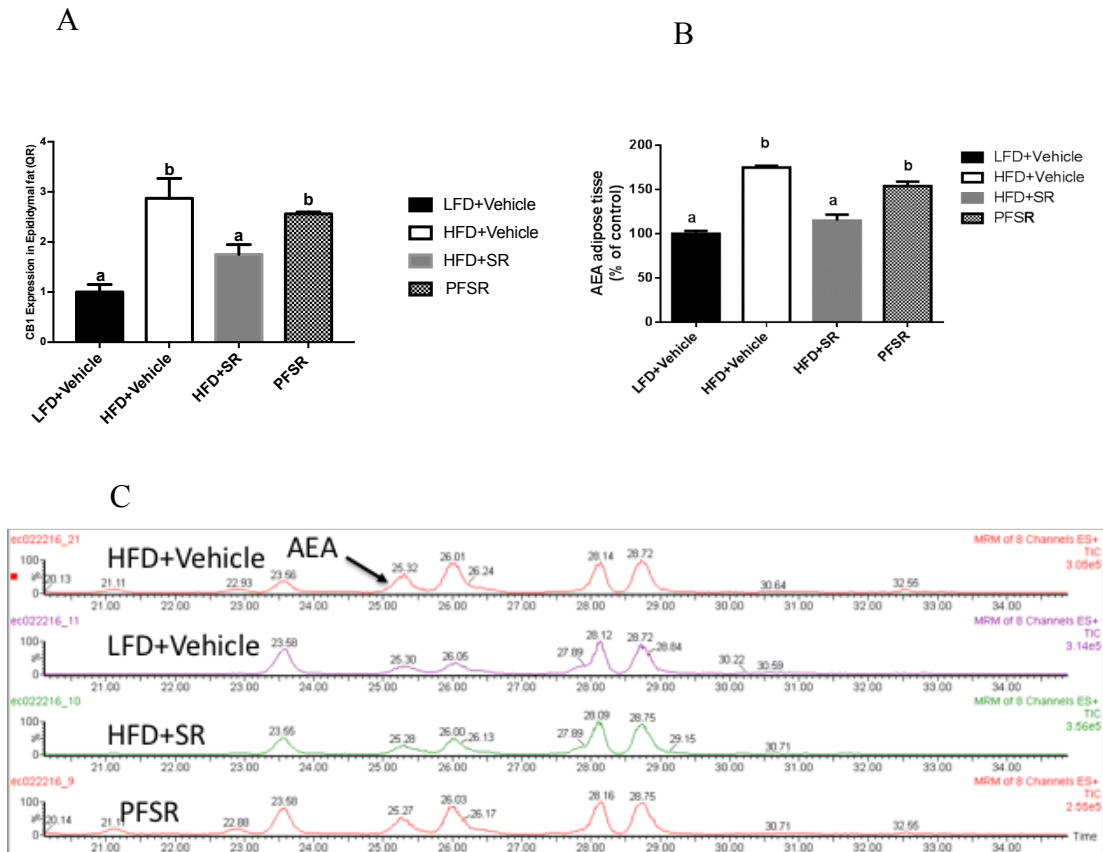 A
B
CB1 Expression in Epididymal fat (QR)
4
3
2
1
0
a
b
a
b
LFD+Vehicle
HFD+Vehicle
HFD+SR
PFSR
LFD+Vehicle
HFD+Vehicle
HFD+SR
PFSR
AEA adipose tisse
(% of control)
200
150
100
50
0
a
b
a
b
LFD+Vehicle
HFD+Vehicle
HFD+SR
PFSR
LFD+Vehicle
HFD+Vehicle
HFD+SR
PFSR
C
ec022216_21
MRM of 8 Channels ES+
TIC
3.05e5
HFD+Vehicle
AEA
100
%
0
20.13 21.11 22.93 23.56 25.32 26.01 26.24 28.14 28.72 30.64 32.55
21.00 22.00 23.00 24.00 25.00 26.00 27.00 28.00 29.00 30.00 31.00 32.00 33.00 34.00
ec022216_11
MRM of 8 Channels ES+
TIC
3.14e5
LFD+Vehicle
100
%
0
23.58 25.30 26.05 27.89 28.12 28.72 28.84 30.22 30.59
21.00 22.00 23.00 24.00 25.00 26.00 27.00 28.00 29.00 30.00 31.00 32.00 33.00 34.00
ec022216_10
MRM of 8 Channels ES+
TIC
3.56e5
HFD+SR
100
%
0
23.55 25.28 26.00 26.13 27.89 28.09 28.75 29.15 30.71
21.00 22.00 23.00 24.00 25.00 26.00 27.00 28.00 29.00 30.00 31.00 32.00 33.00 34.00
ec022216_9
MRM of 8 Channels ES+
TIC
2.55e5
PFSR
100
%
0
20.14 21.11 22.88 23.58 25.27 26.03 26.17 28.16 28.75 30.71 32.55
Time
21.00 22.00 23.00 24.00 25.00 26.00 27.00 28.00 29.00 30.00 31.00 32.00 33.00 34.00